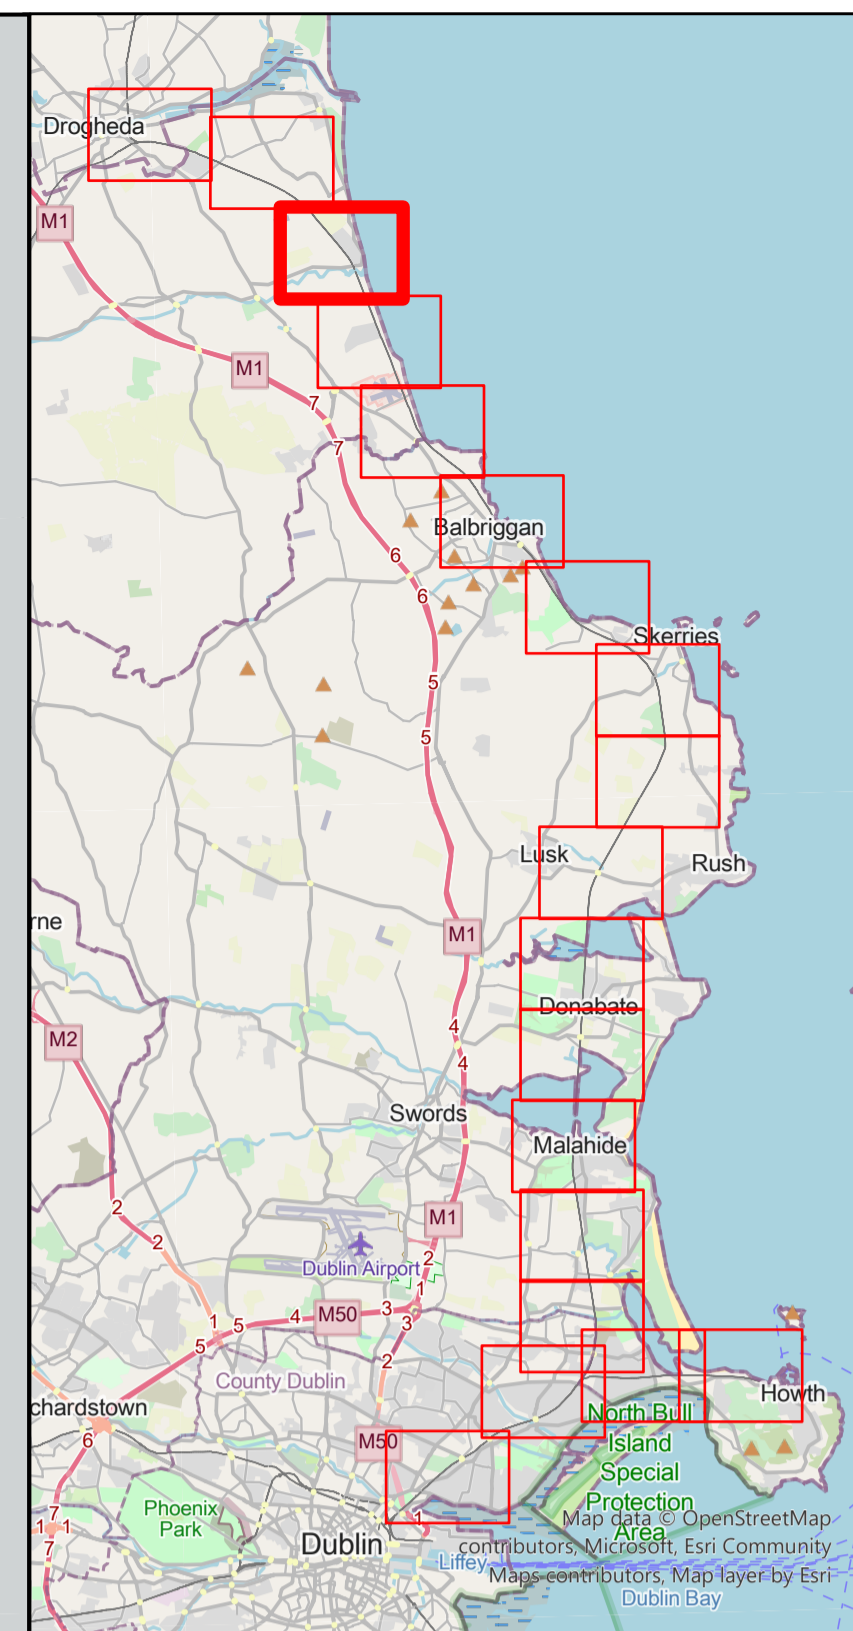 Drogheda
M1
M1
7
7
Balbriggan
6
6
Skerries
5
5
Lusk
Rush
rne
M1
Donabate
M2
4
4
Swords
Malahide
2
2
M1
Dublin Airport
2
1
3
M50
4
5
1
3
5
2
County Dublin
Howth
chardstown
North Bull
Island
Special
Protection
Area
6
M50
Phoenix
Park
7
1 1
7
1
Dublin
Liffey
Map data © OpenStreetMap
contributors, Microsoft, Esri Community
Maps contributors, Map layer by Esri
Dublin Bay